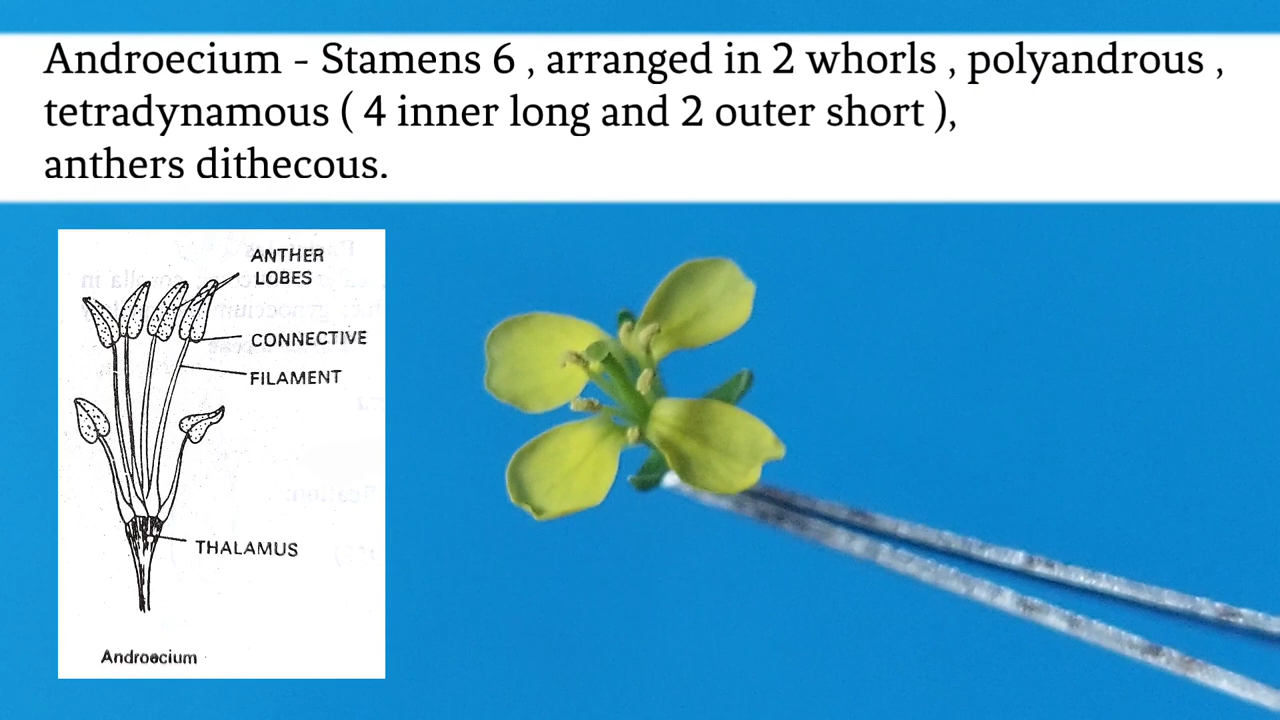 Androecium - Stamens 6 , arranged in 2 whorls , polyandrous ,
tetradynamous ( 4 inner long and 2 outer short ),
anthers dithecous.
ANTHER
LOBES
CONNECTIVE
FILAMENT
THALAMUS
Androecium